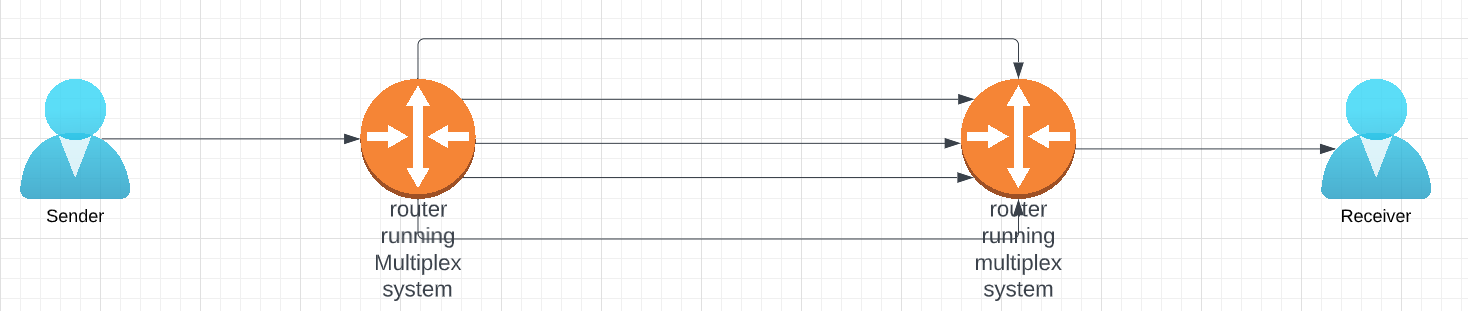 Sender
router
running
Multiplex
system
router
running
multiplex
system
Receiver